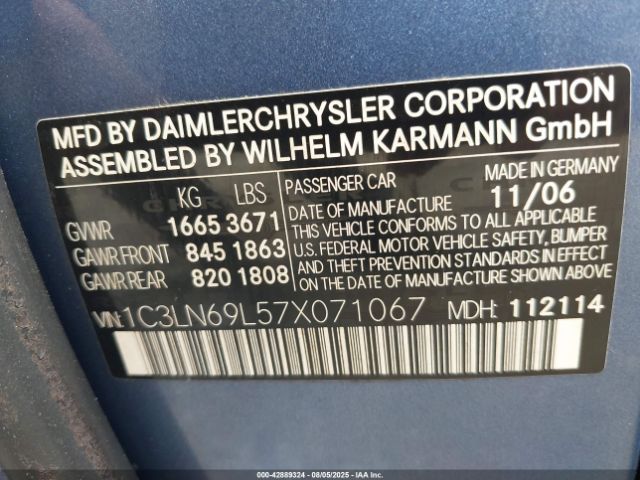 MFD BY DAIMLERCHRYSLER CORPORATION
ASSEMBLED BY WILHELM KARMANN GmbH
KG LBS
GVWR 1665 3671
GAWR.FRONT 845 1863
GAWR.REAR 820 1808
PASSENGER CAR MADE IN GERMANY
DATE OF MANUFACTURE 11/06
THIS VEHICLE CONFORMS TO ALL APPLICABLE
U.S. FEDERAL MOTOR VEHICLE SAFETY, BUMPER
AND THEFT PREVENTION STANDARDS IN EFFECT
ON DATE OF MANUFACTURE SHOWN ABOVE.
VIN: 1C3LN69L57X071067 MDH: 112114
000-42889324 - 08/05/2025 - IAAI.COM